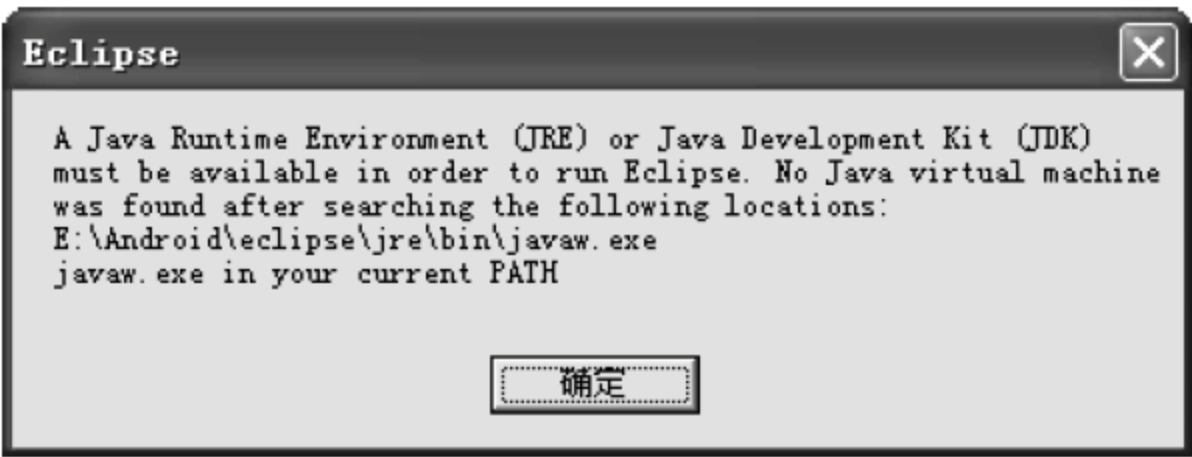 Eclipse
A Java Runtime Environment (JRE) or Java Development Kit (JDK)
must be available in order to run Eclipse. No Java virtual machine
was found after searching the following locations:
E:\Android\eclipse\jre\bin\javaw.exe
javaw.exe in your current PATH
确定